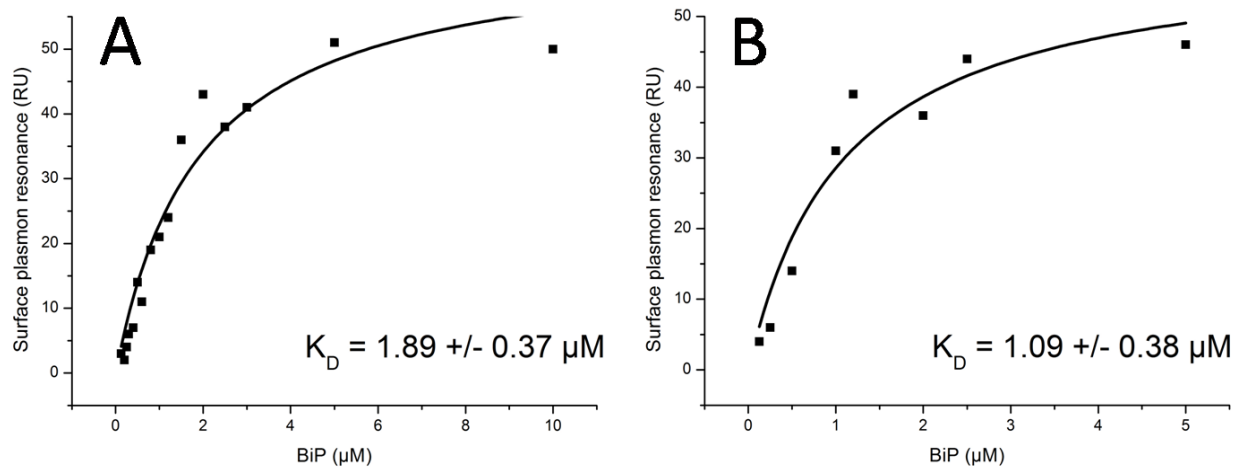 A
Surface plasmon resonance (RU)
50
40
30
20
10
0
K_D = 1.89 +/- 0.37 µM
0 2 4 6 8 10
BiP (µM)
B
Surface plasmon resonance (RU)
50
40
30
20
10
0
K_D = 1.09 +/- 0.38 µM
0 1 2 3 4 5
BiP (µM)